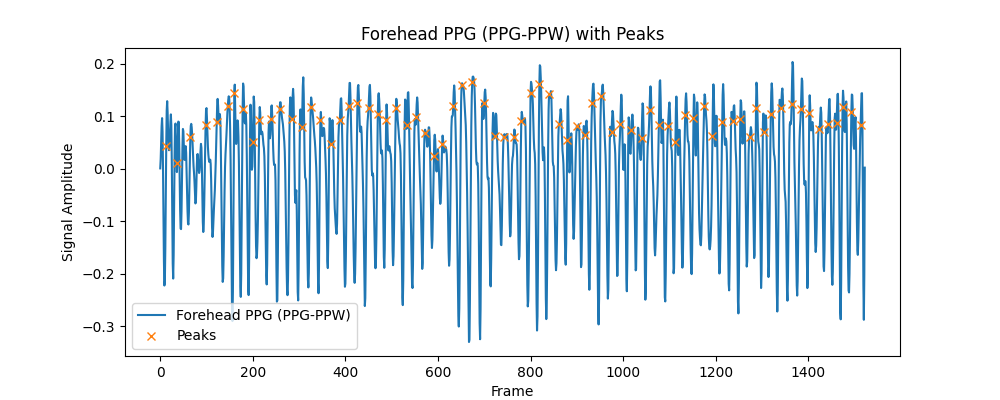 Forehead PPG (PPG-PPW) with Peaks
Signal Amplitude
0.2
0.1
0.0
−0.1
−0.2
−0.3
Forehead PPG (PPG-PPW)
Peaks
0 200 400 600 800 1000 1200 1400
Frame